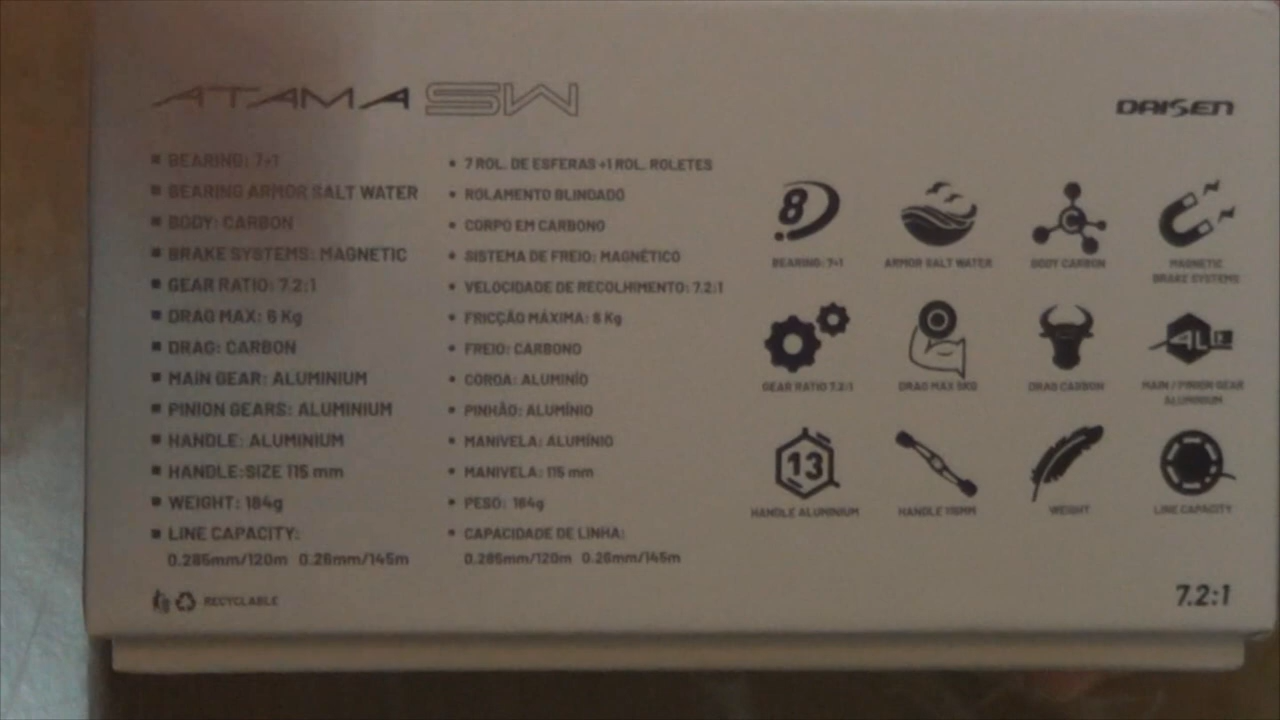 ATAMA SW
DAISEN
BEARING: 7+1
BEARING ARMOR SALT WATER
BODY: CARBON
BRAKE SYSTEMS: MAGNETIC
GEAR RATIO: 7.2:1
DRAG MAX: 6 Kg
DRAG: CARBON
MAIN GEAR: ALUMINIUM
PINION GEARS: ALUMINIUM
HANDLE: ALUMINIUM
HANDLE:SIZE 115 mm
WEIGHT: 184g
LINE CAPACITY:
0.285mm/120m 0.26mm/145m
RECYCLABLE
7 ROL. DE ESFERAS +1 ROL. ROLETES
ROLAMENTO BLINDADO
CORPO EM CARBONO
SISTEMA DE FREIO: MAGNÉTICO
VELOCIDADE DE RECOLHIMENTO: 7.2:1
FRICÇÃO MÁXIMA: 6 Kg
FREIO: CARBONO
COROA: ALUMINÍO
PINHÃO: ALUMÍNIO
MANIVELA: ALUMÍNIO
MANIVELA: 115 mm
PESO: 184g
CAPACIDADE DE LINHA:
0.285mm/120m 0.26mm/145m
8
BEARING: 7+1
ARMOR SALT WATER
C
BODY CARBON
MAGNETIC
BRAKE SYSTEMS
GEAR RATIO 7.2:1
DRAG MAX 6KG
DRAG CARBON
MAIN / PINION GEAR
ALUMINIUM
13
HANDLE ALUMINIUM
HANDLE 115MM
WEIGHT
LINE CAPACITY
7.2:1